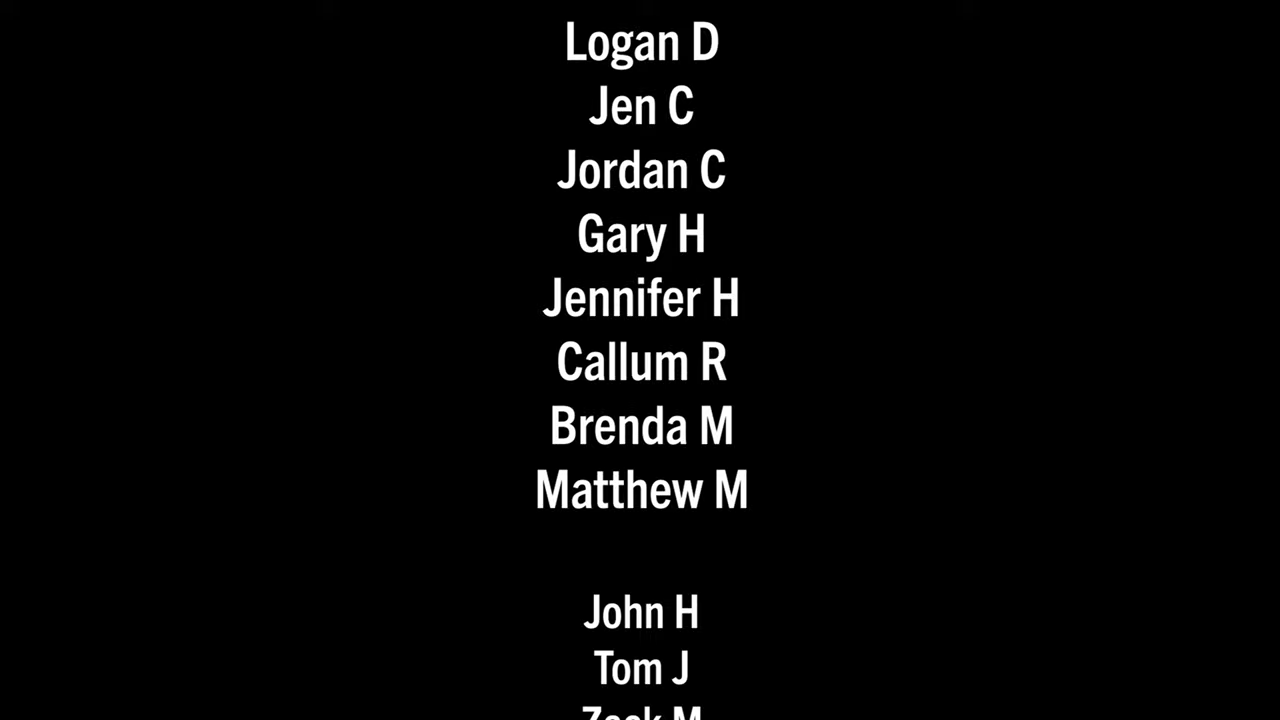 Logan D
Jen C
Jordan C
Gary H
Jennifer H
Callum R
Brenda M
Matthew M
John H
Tom J